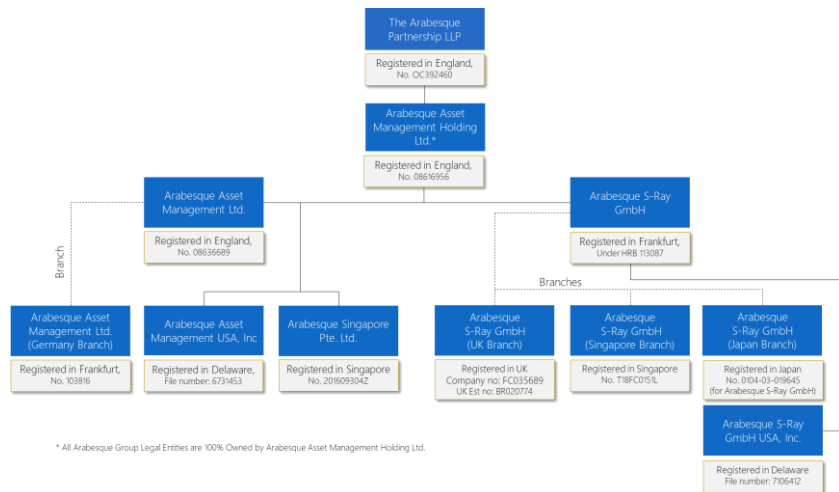 The Arabesque
Partnership LLP
Registered in England,
No. OC392460
Arabesque Asset
Management Holding
Ltd.*
Registered in England,
No. 08616956
Arabesque Asset
Management Ltd.
Registered in England,
No. 08636689
Arabesque S-Ray
GmbH
Registered in Frankfurt,
Under HRB 113087
Branch
Branches
Arabesque Asset
Management Ltd.
(Germany Branch)
Registered in Frankfurt,
No. 103816
Arabesque Asset
Management USA, Inc
Registered in Delaware,
File number: 6731453
Arabesque Singapore
Pte. Ltd.
Registered in Singapore
No. 201609304Z
Arabesque
S-Ray GmbH
(UK Branch)
Registered in UK
Company no: FC035689
UK Est no: BR020774
Arabesque
S-Ray GmbH
(Singapore Branch)
Registered in Singapore
No. T18FC0151L
Arabesque
S-Ray GmbH
(Japan Branch)
Registered in Japan
No. 0104-03-019645
(for Arabesque S-Ray GmbH)
Arabesque S-Ray
GmbH USA, Inc.
Registered in Delaware
File number: 7106412
* All Arabesque Group Legal Entities are 100% Owned by Arabesque Asset Management Holding Ltd.